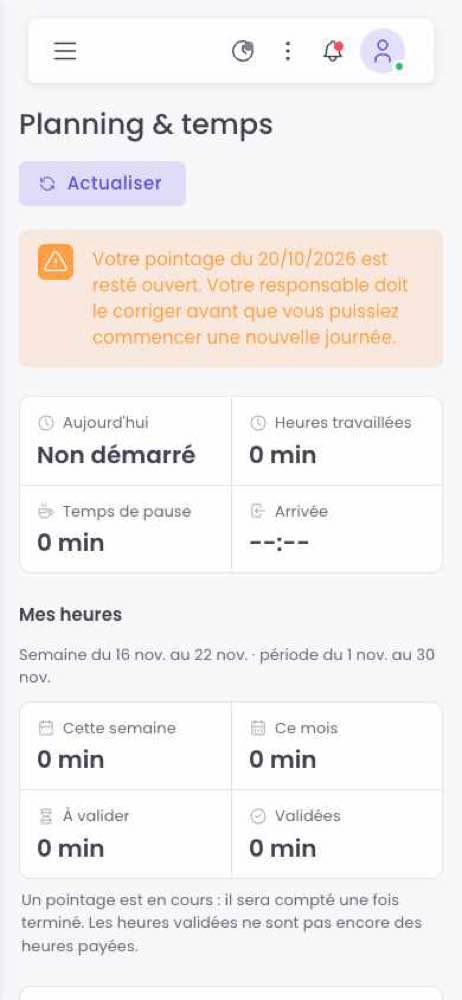 Planning & temps
Actualiser
Votre pointage du 20/10/2026 est
resté ouvert. Votre responsable doit
le corriger avant que vous puissiez
commencer une nouvelle journée.
Aujourd'hui
Non démarré
Heures travaillées
0 min
Temps de pause
0 min
Arrivée
--:--
Mes heures
Semaine du 16 nov. au 22 nov. · période du 1 nov. au 30
nov.
Cette semaine
0 min
Ce mois
0 min
À valider
0 min
Validées
0 min
Un pointage est en cours : il sera compté une fois
terminé. Les heures validées ne sont pas encore des
heures payées.